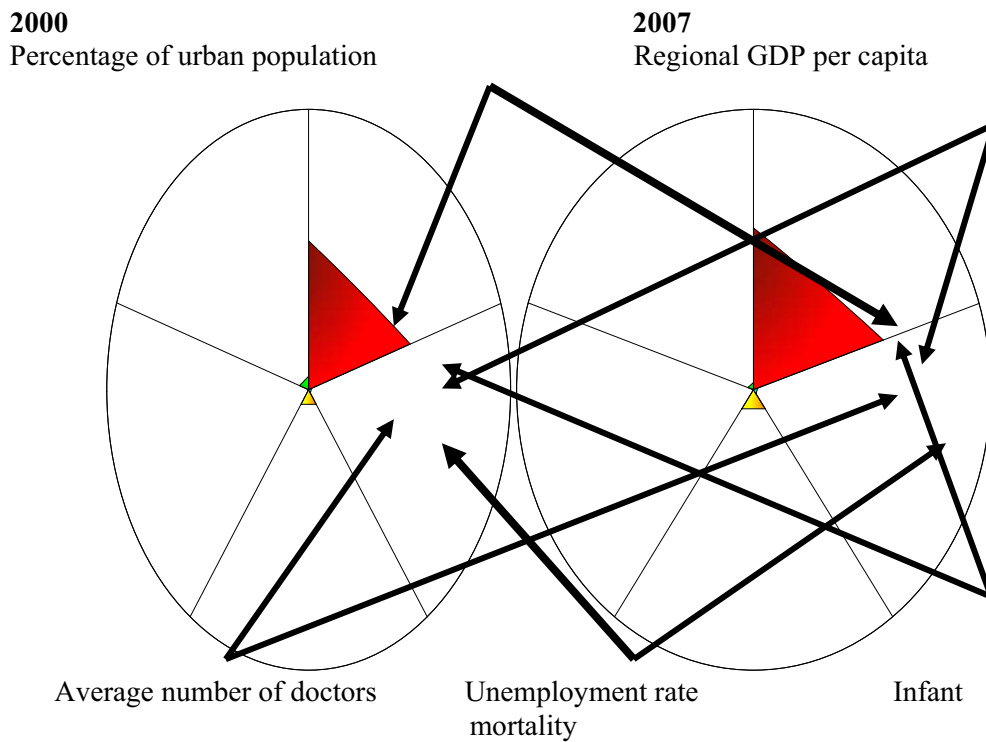 2000 2007
Percentage of urban population Regional GDP per capita
Average number of doctors Unemployment rate Infant
mortality